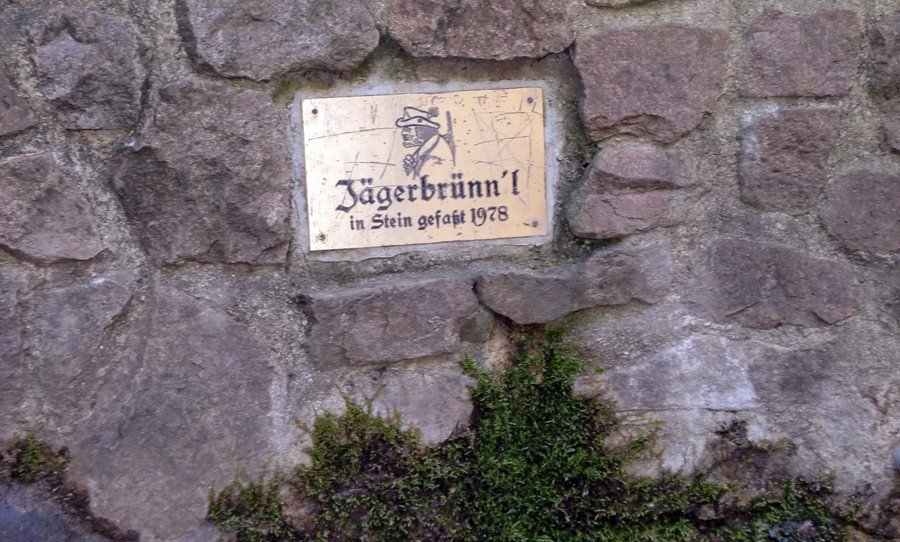 Jägerbrünn'l
in Stein gefaßt 1978